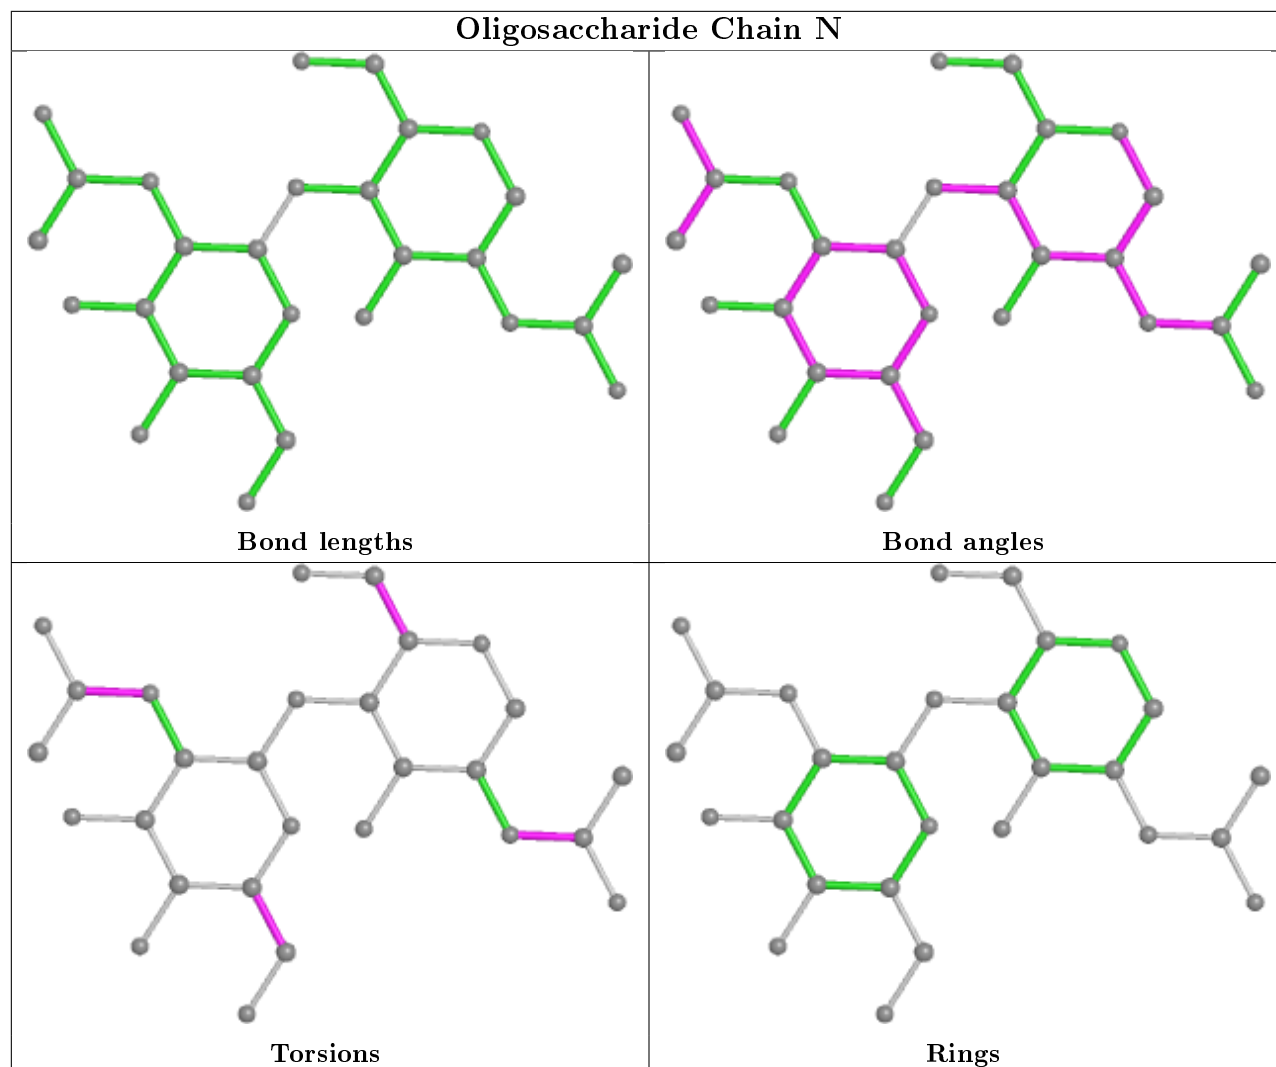 Oligosaccharide Chain N
Bond lengths
Bond angles
Torsions
Rings